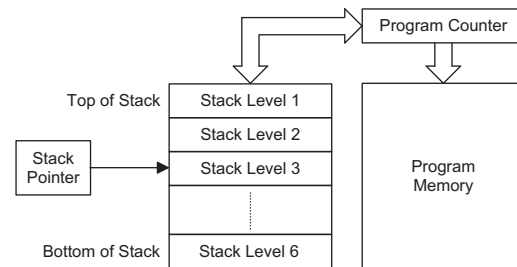 Program Counter
Top of Stack
Stack Level 1
Stack Level 2
Stack
Pointer
Stack Level 3
Program
Memory
Bottom of Stack
Stack Level 6